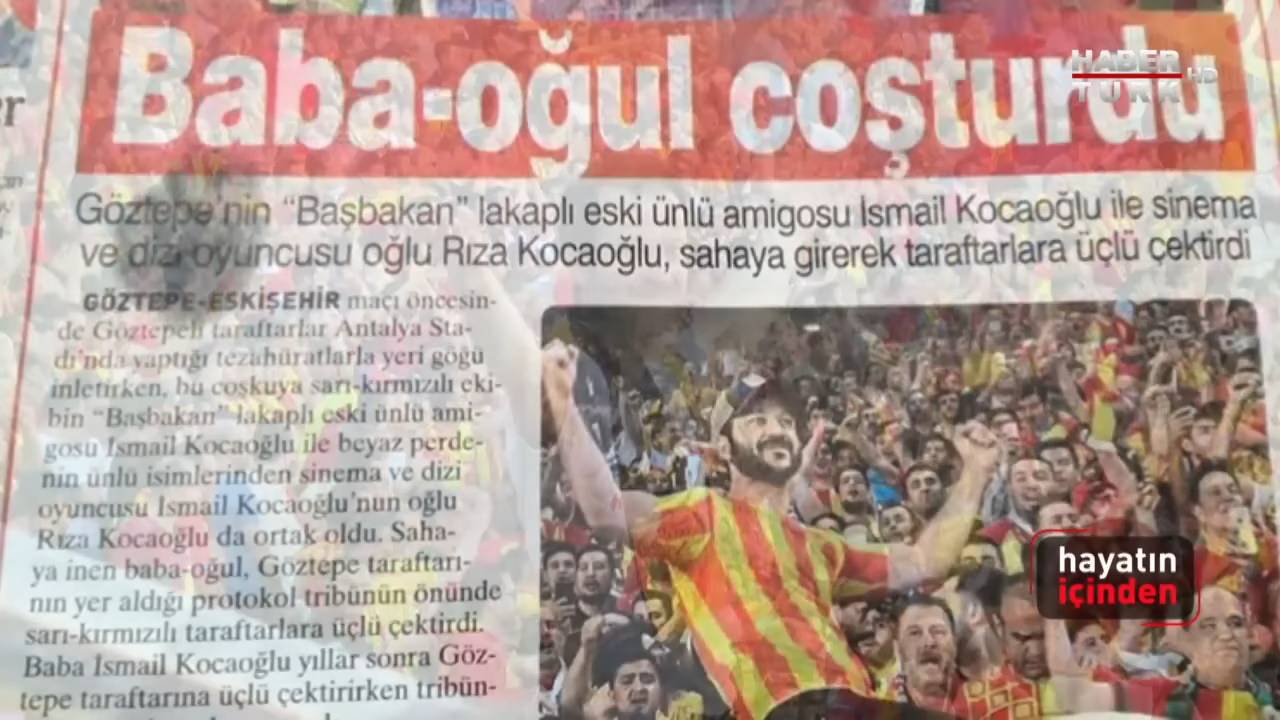 Baba-oğul coşturdu
HABER
TURK HD
Göztepe'nin “Başbakan” lakaplı eski ünlü amigosu İsmail Kocaoğlu ile sinema
ve dizi oyuncusu oğlu Rıza Kocaoğlu, sahaya girerek taraftarlara üçlü çektirdi
GÖZTEPE-ESKİŞEHİR maçı öncesin-
de Göztepeli taraftarlar Antalya Sta-
dı'nda yaptığı tezahüratlarla yeri göğü
inletirken, bu coşkuya sarı-kırmızılı eki-
bin “Başbakan” lakaplı eski ünlü ami-
gosu İsmail Kocaoğlu ile beyaz perde-
nin ünlü isimlerinden sinema ve dizi
oyuncusu İsmail Kocaoğlu'nun oğlu
Rıza Kocaoğlu da ortak oldu. Saha-
ya inen baba-oğul, Göztepe taraftarı-
nın yer aldığı protokol tribünün önünde
sarı-kırmızılı taraftarlara üçlü çektirdi.
Baba İsmail Kocaoğlu yıllar sonra Göz-
tepe taraftarına üçlü çektirirken tribün-
hayatın
içinden